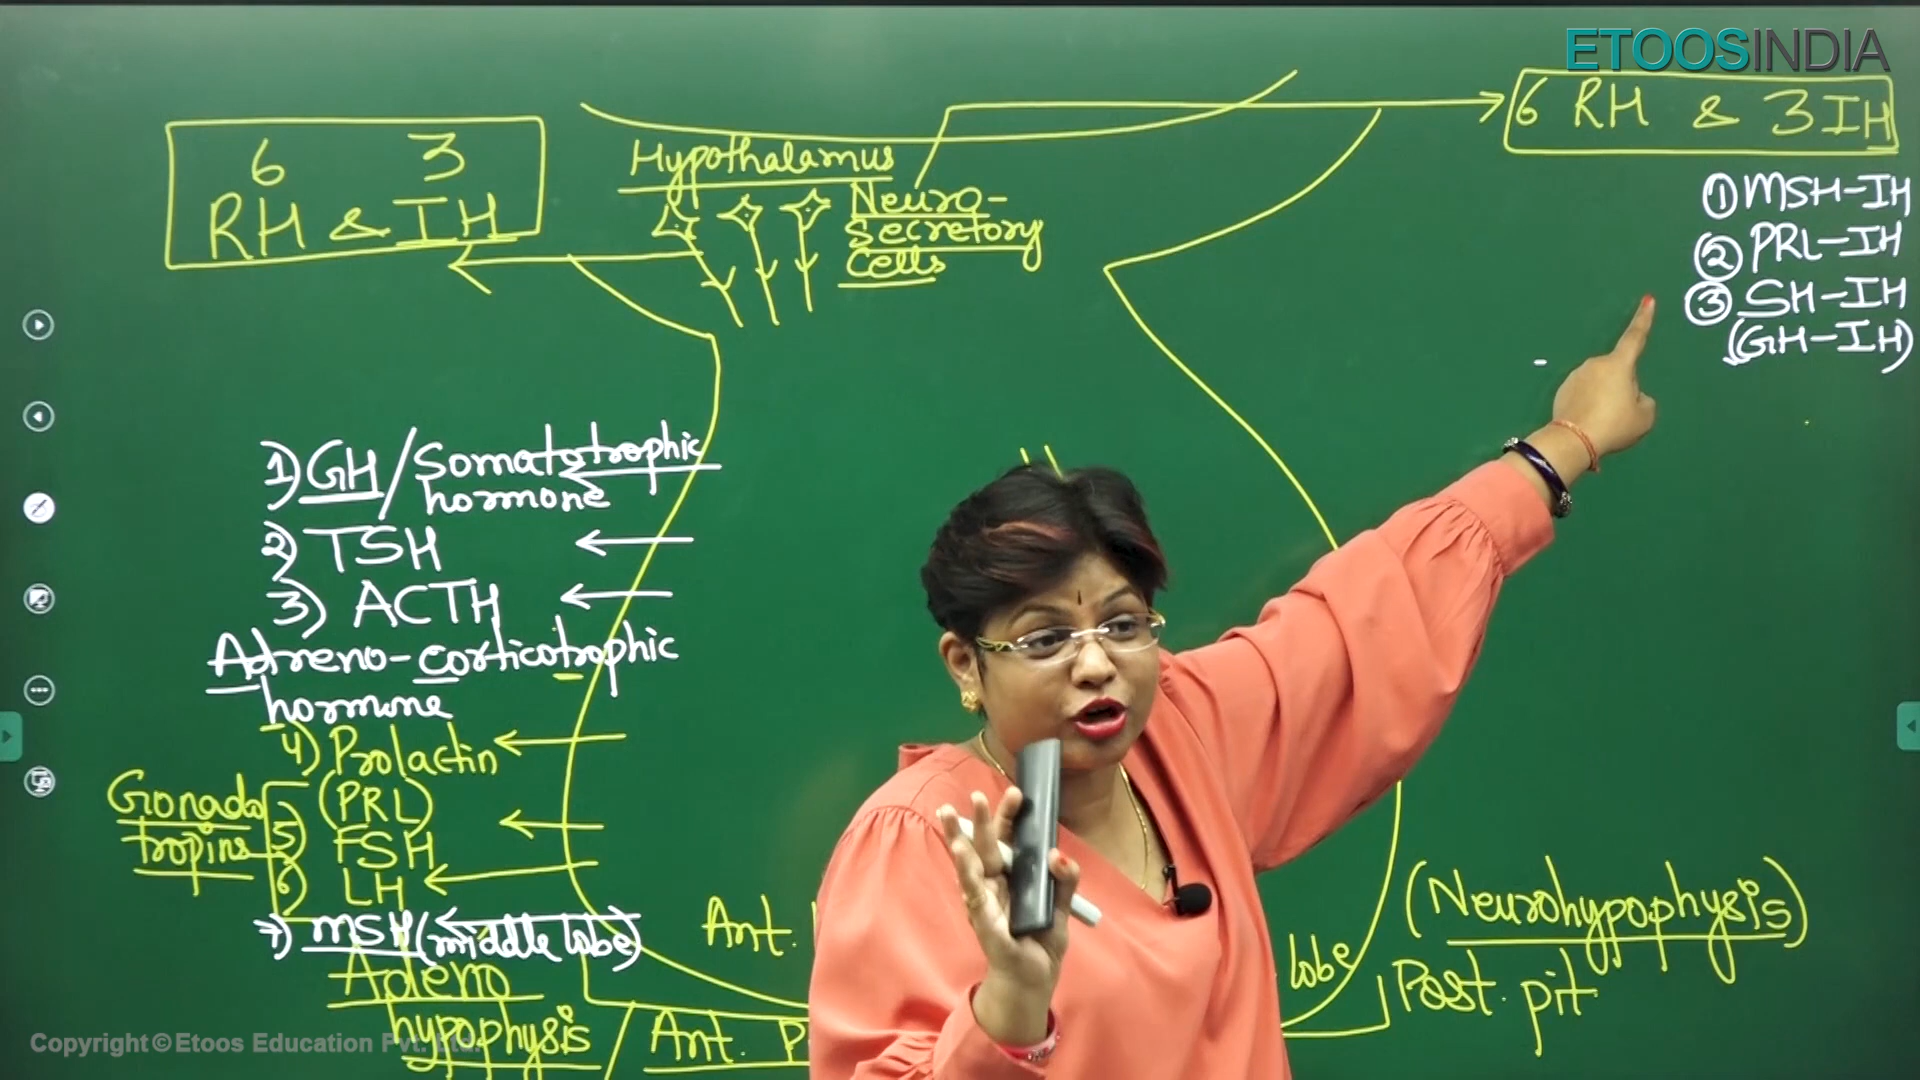 ETOOSINDIA
6 RH & 3 IH
① MSH-IH
② PRL-IH
③ SH-IH
(GH-IH)
6 3
RH & IH
Hypothalamus
Neuro-
Secretory
Cells
1) GH / Somatotrophic
hormone
2) TSH
3) ACTH
Adreno-corticotrophic
hormone
4) Prolactin
(PRL)
Gonado
tropins
5) FSH
6) LH
7) MSH (middle lobe)
Adeno
hypophysis
Ant.
Ant. P
lobe
(Neurohypophysis)
Post. pit.
Copyright © Etoos Education Pvt. Ltd.